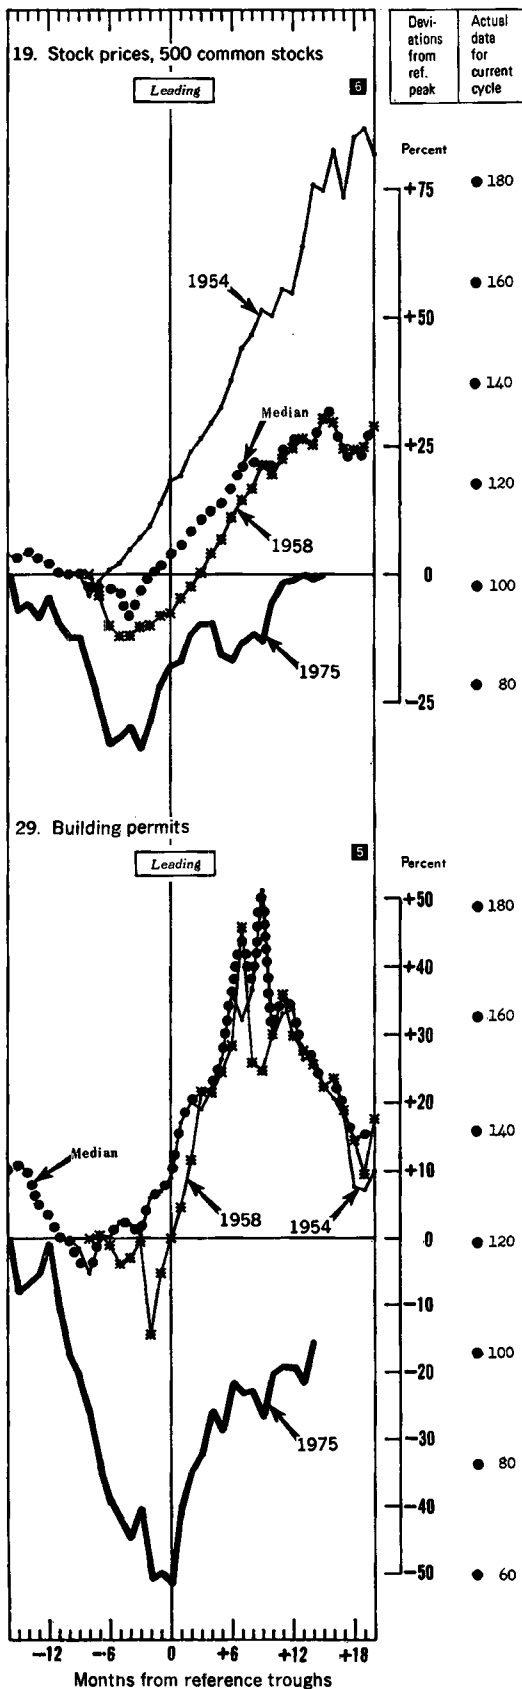 Devi-
ations
from
ref.
peak
Actual
data
for
current
cycle
19. Stock prices, 500 common stocks
Leading
6
Percent
+75
+50
+25
0
−25
180
160
140
120
100
80
1954
Median
1958
1975
29. Building permits
Leading
5
Percent
+50
+40
+30
+20
+10
0
−10
−20
−30
−40
−50
180
160
140
120
100
80
60
Median
1958
1954
1975
−12
−6
0
+6
+12
+18
Months from reference troughs